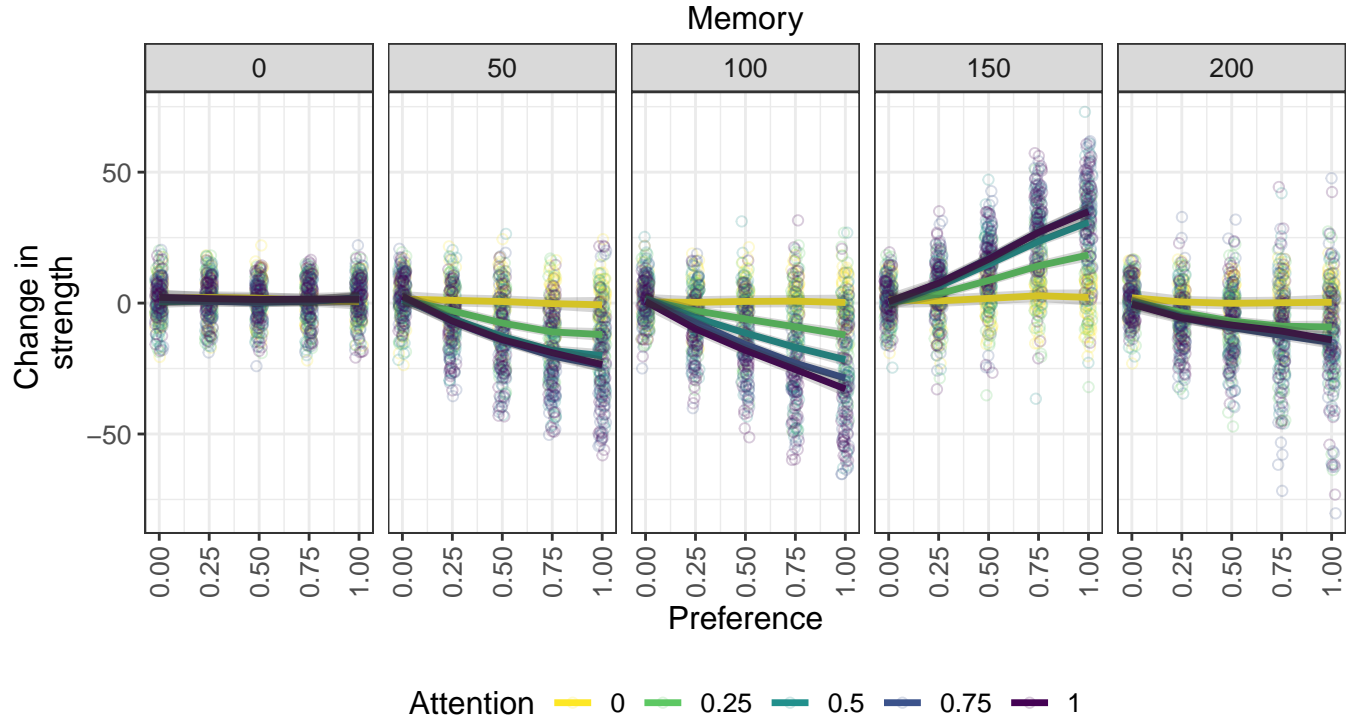 Memory
0 50 100 150 200
Change in
strength
50
0
−50
0.00 0.25 0.50 0.75 1.00 0.00 0.25 0.50 0.75 1.00 0.00 0.25 0.50 0.75 1.00 0.00 0.25 0.50 0.75 1.00 0.00 0.25 0.50 0.75 1.00
Preference
Attention 0 0.25 0.5 0.75 1